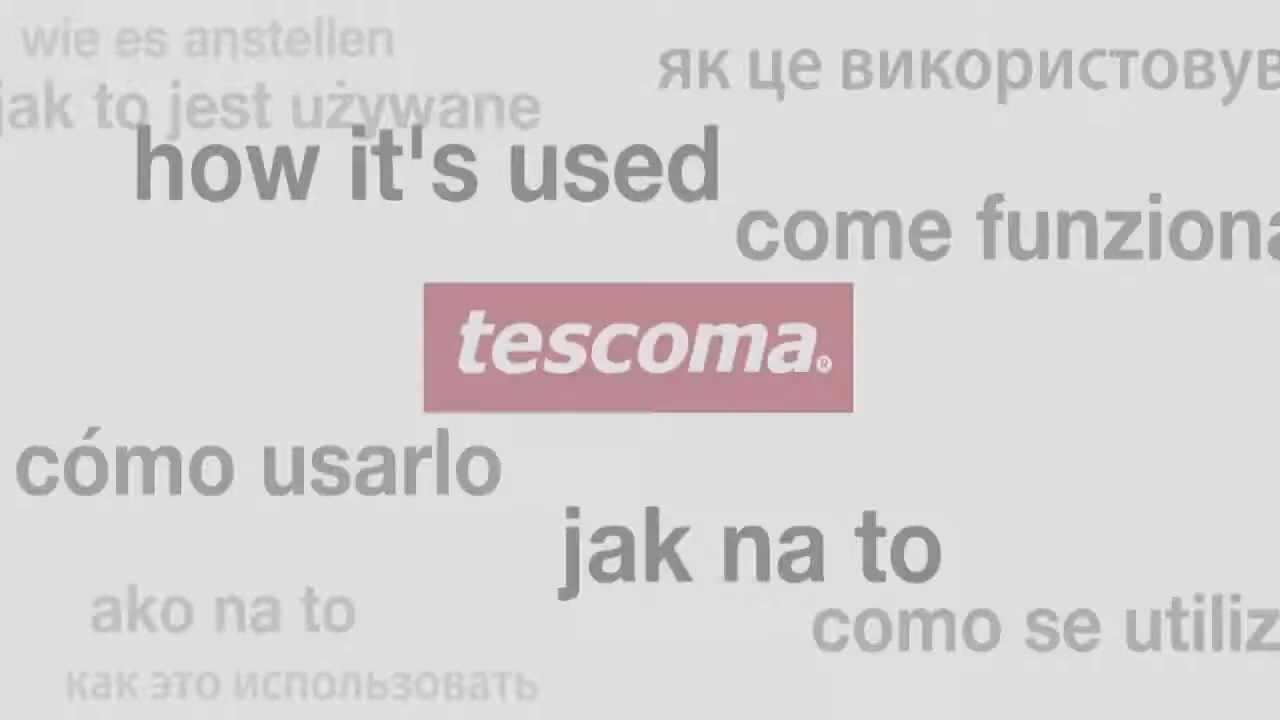 wie es anstellen
як це використовув
jak to jest używane
how it's used
come funziona
tescoma.®
cómo usarlo
jak na to
ako na to
como se utiliz
как это использовать